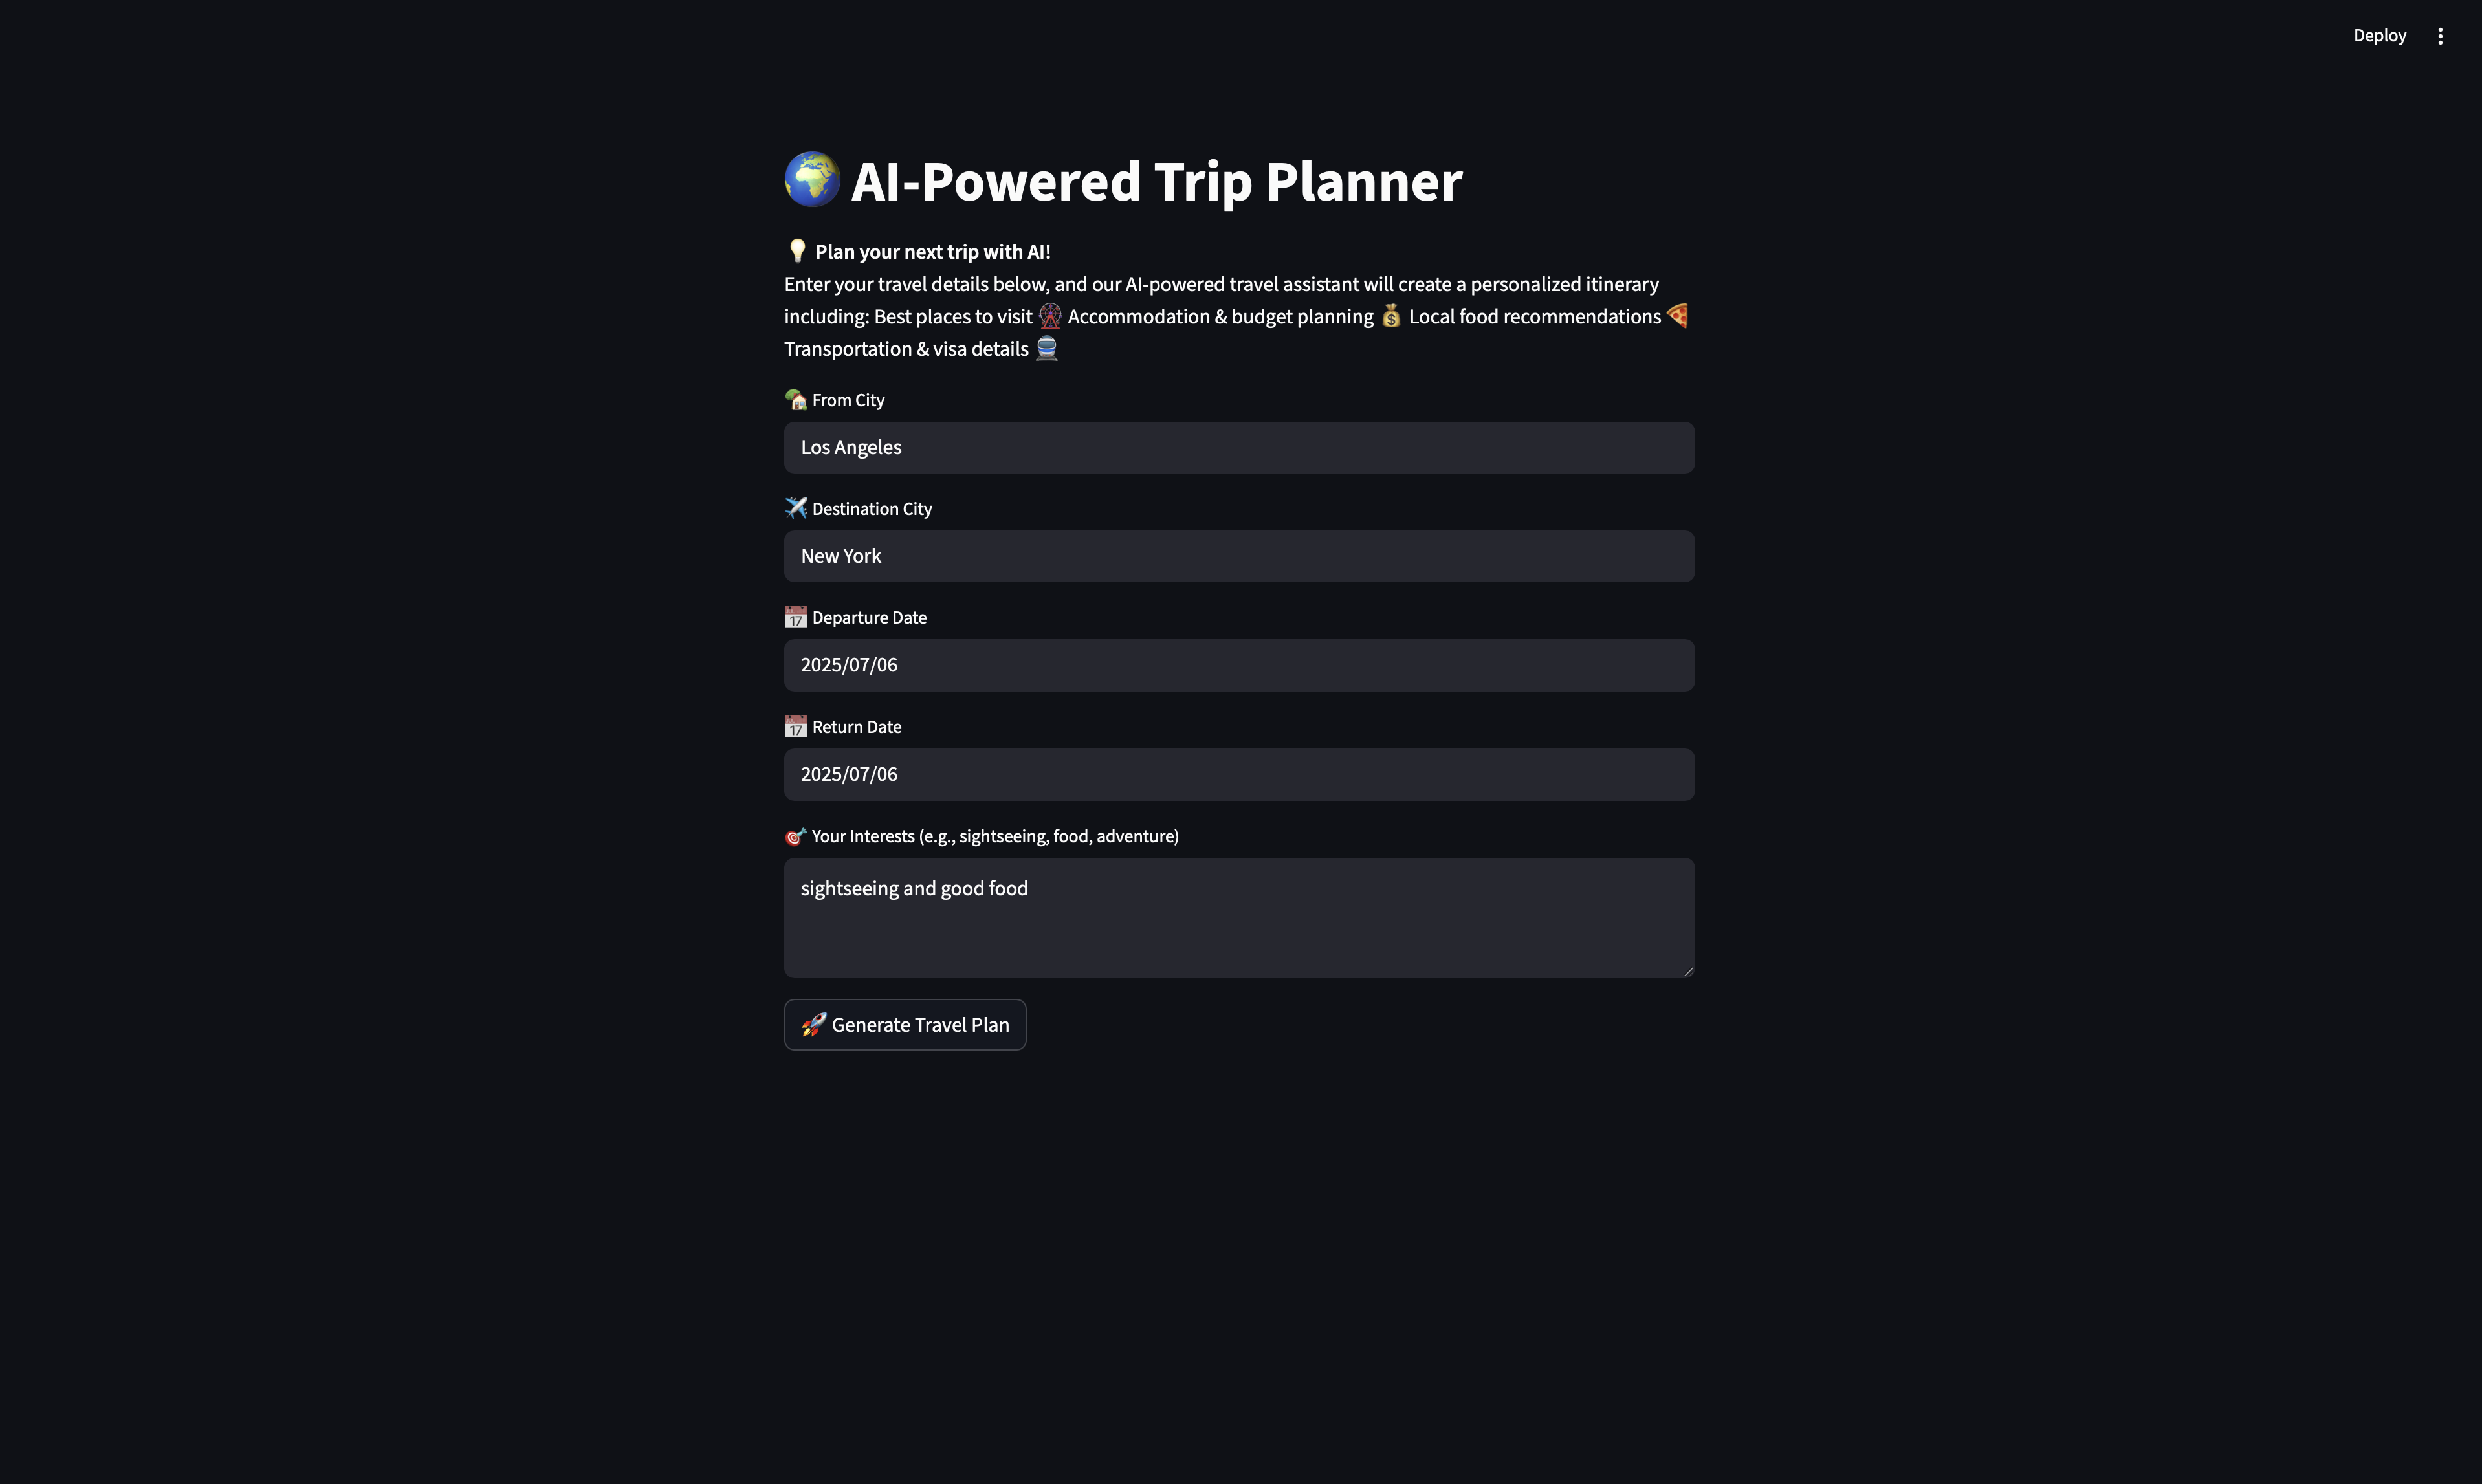 Deploy
🌍 AI-Powered Trip Planner
💡 Plan your next trip with AI!
Enter your travel details below, and our AI-powered travel assistant will create a personalized itinerary
including: Best places to visit 🎡 Accommodation & budget planning 💰 Local food recommendations 🍕
Transportation & visa details 🚆
🏡 From City
Los Angeles
✈️ Destination City
New York
📅 Departure Date
2025/07/06
📅 Return Date
2025/07/06
🎯 Your Interests (e.g., sightseeing, food, adventure)
sightseeing and good food
🚀 Generate Travel Plan